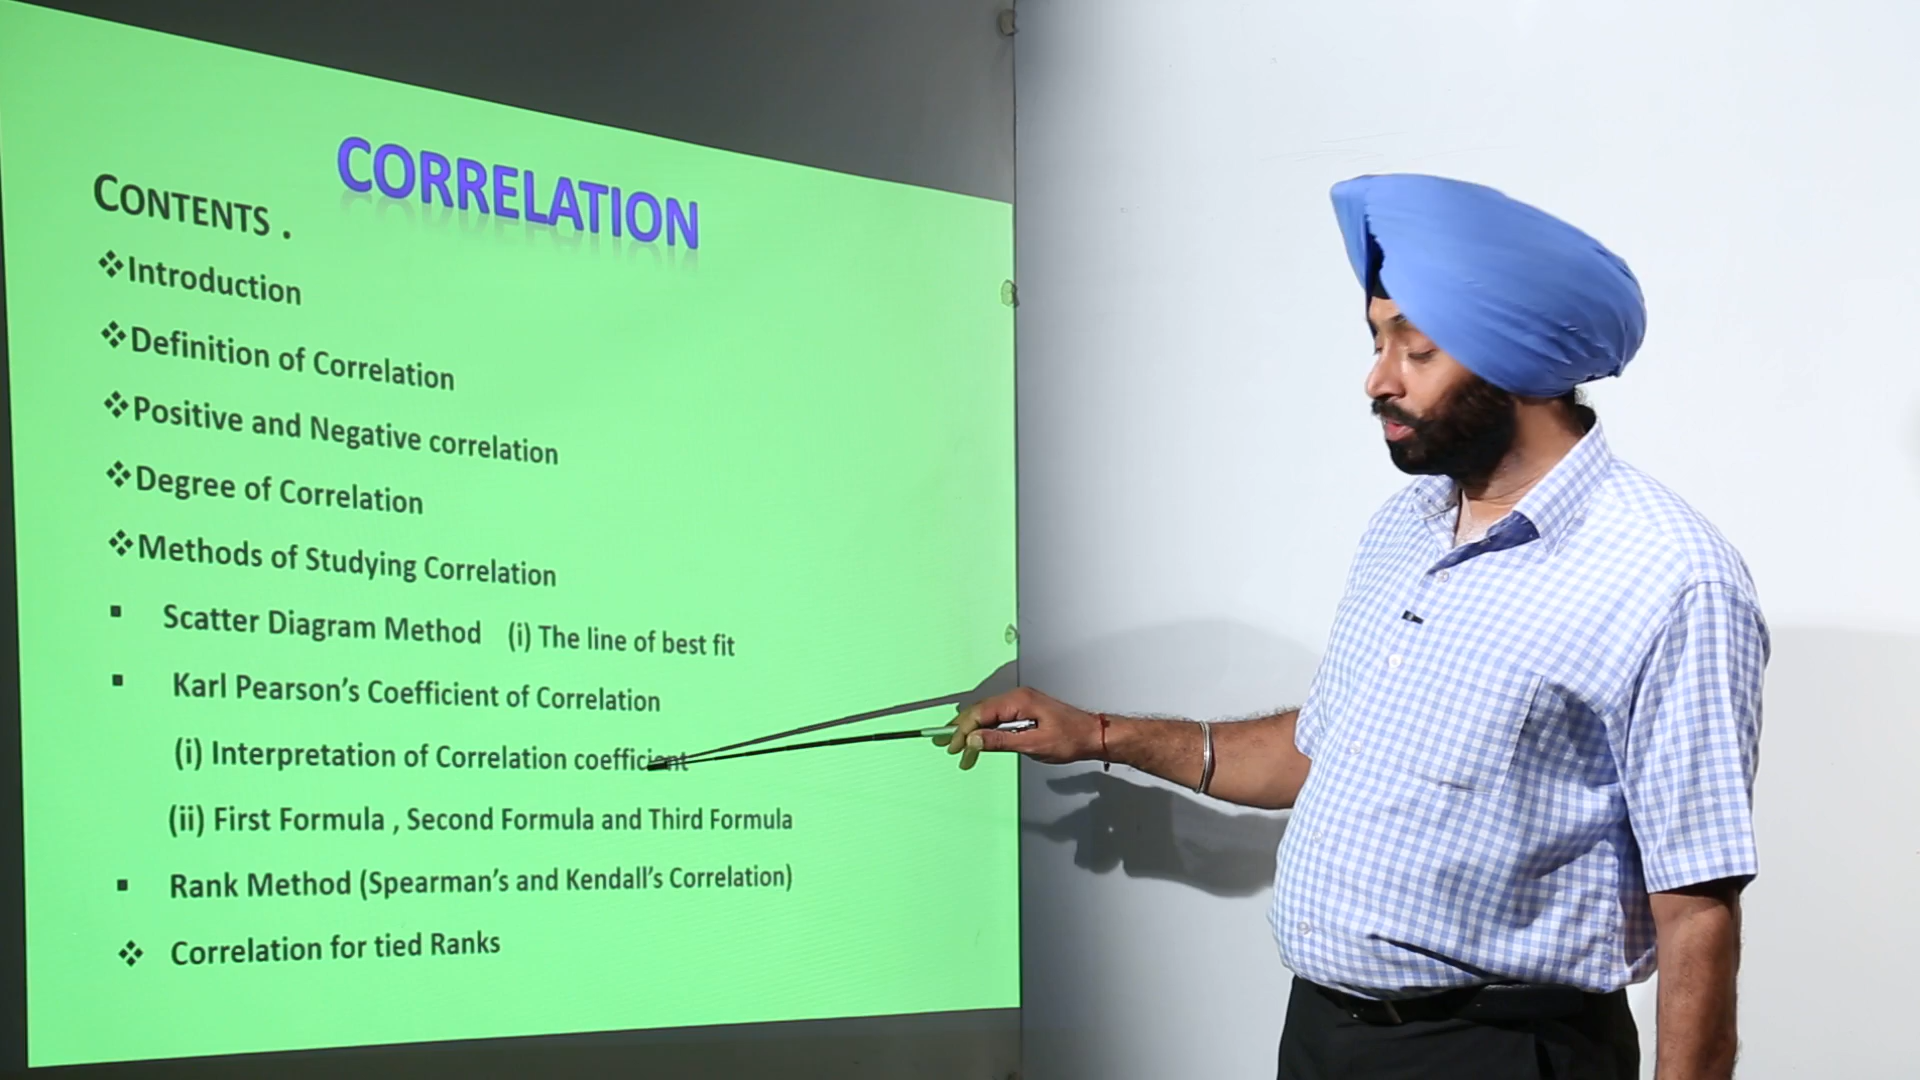 CORRELATION
CONTENTS .
❖Introduction
❖Definition of Correlation
❖Positive and Negative correlation
❖Degree of Correlation
❖Methods of Studying Correlation
▪ Scatter Diagram Method (i) The line of best fit
▪ Karl Pearson's Coefficient of Correlation
(i) Interpretation of Correlation coefficient
(ii) First Formula , Second Formula and Third Formula
▪ Rank Method (Spearman's and Kendall's Correlation)
❖ Correlation for tied Ranks